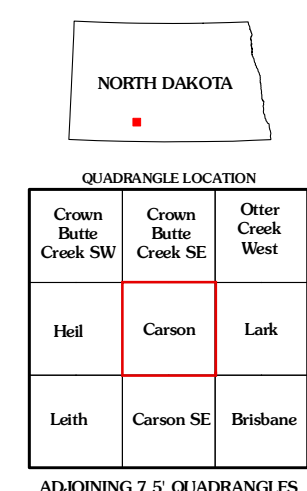 NORTH DAKOTA
QUADRANGLE LOCATION
Crown
Butte
Creek SW
Crown
Butte
Creek SE
Otter
Creek
West
Heil
Carson
Lark
Leith
Carson SE
Brisbane
ADJOINING 7.5' QUADRANGLES